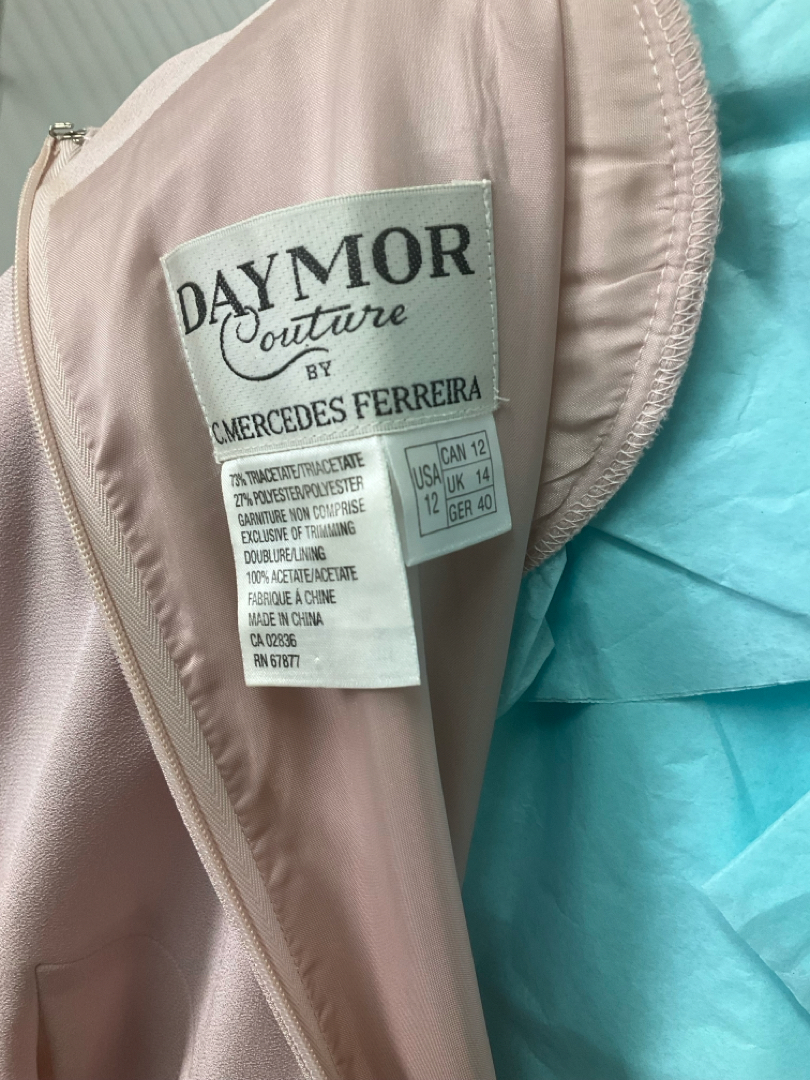 DAYMOR
Couture
BY
C.MERCEDES FERREIRA
73% TRIACETATE/TRIACETATE
27% POLYESTER/POLYESTER
GARNITURE NON COMPRISE
EXCLUSIVE OF TRIMMING
DOUBLURE/LINING
100% ACETATE/ACETATE
FABRIQUE À CHINE
MADE IN CHINA
CA 02836
RN 67877
USA 12
CAN 12
UK 14
GER 40